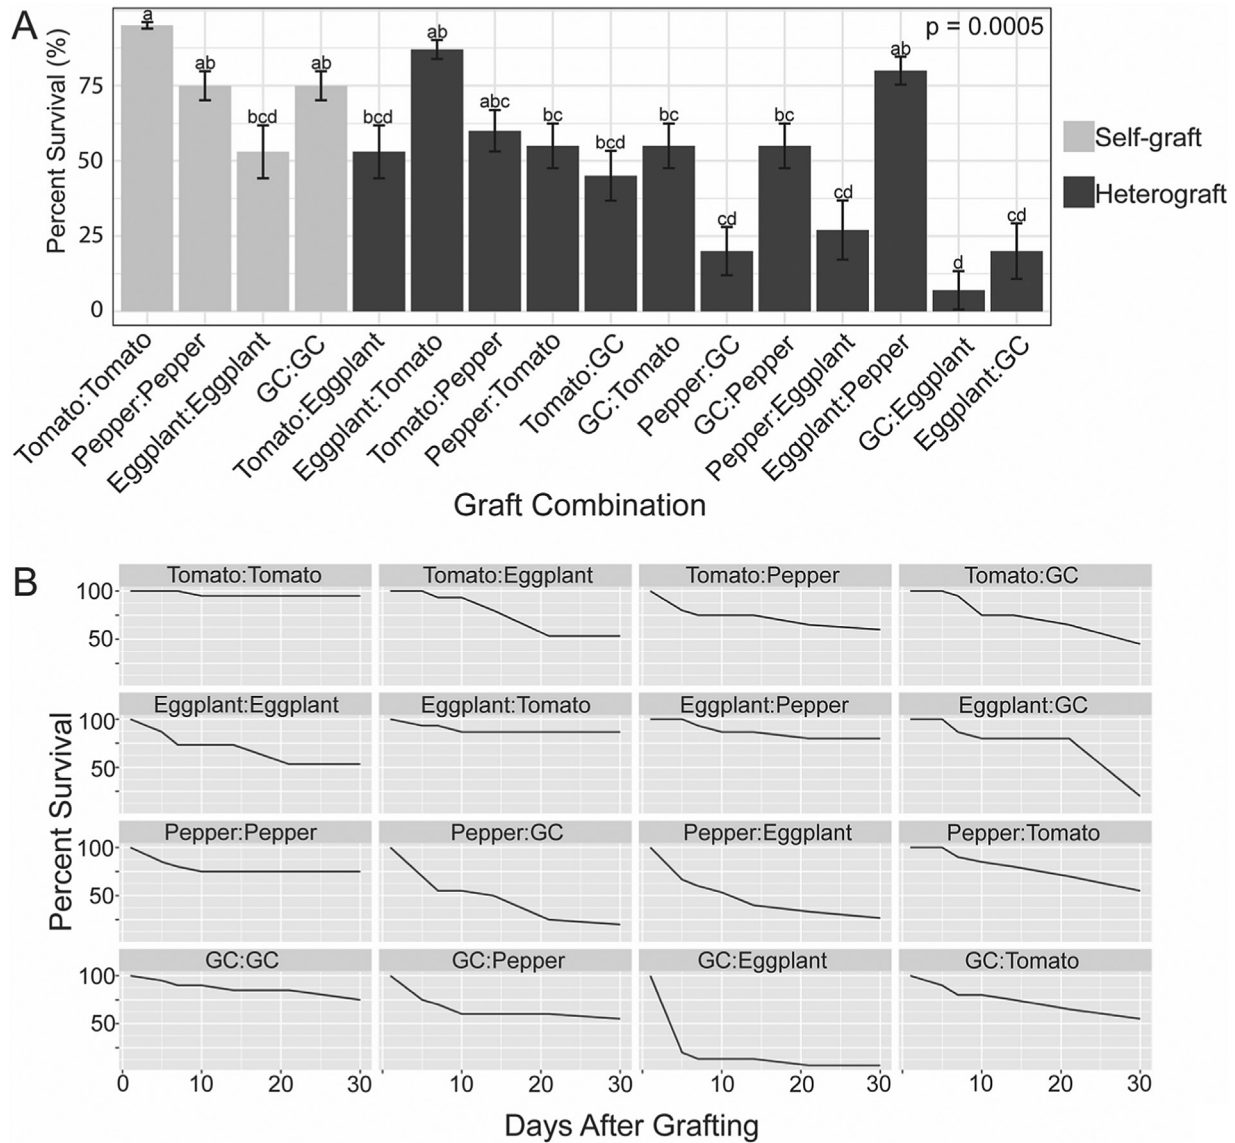 A
Percent Survival (%)
75
50
25
0
a
ab
bcd
ab
bcd
ab
abc
bc
bcd
bc
cd
bc
cd
ab
d
cd
p = 0.0005
Self-graft
Heterograft
Tomato:Tomato
Pepper:Pepper
Eggplant:Eggplant
GC:GC
Tomato:Eggplant
Eggplant:Tomato
Tomato:Pepper
Pepper:Tomato
Tomato:GC
GC:Tomato
Pepper:GC
GC:Pepper
Pepper:Eggplant
Eggplant:Pepper
GC:Eggplant
Eggplant:GC
Graft Combination
B
Percent Survival
Tomato:Tomato Tomato:Eggplant Tomato:Pepper Tomato:GC
100
50
Eggplant:Eggplant Eggplant:Tomato Eggplant:Pepper Eggplant:GC
100
50
Pepper:Pepper Pepper:GC Pepper:Eggplant Pepper:Tomato
100
50
GC:GC GC:Pepper GC:Eggplant GC:Tomato
100
50
0 10 20 30 10 20 30 10 20 30 10 20 30
Days After Grafting